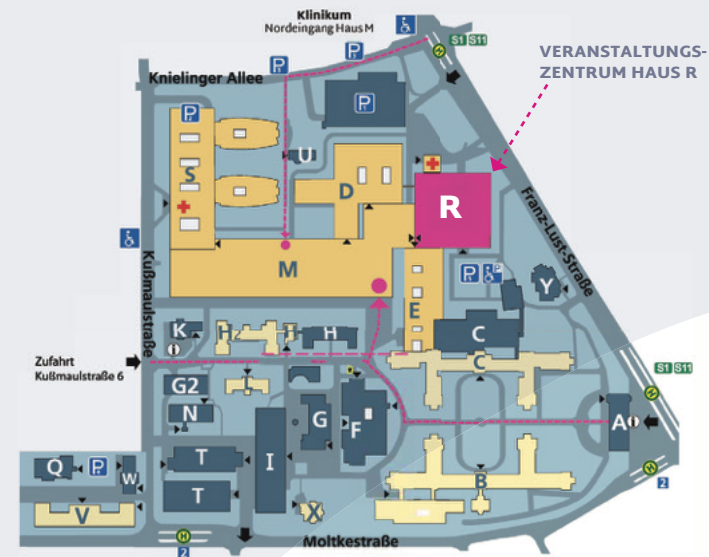 Klinikum
Nordeingang Haus M
S1 S11
VERANSTALTUNGS-
ZENTRUM HAUS R
Knielinger Allee
P
P
P
P
U
S
D
R
M
Franz-Lust-Straße
Kußmaulstraße
E
P
P
Y
K
H
H
H
C
C
Zufahrt
Kußmaulstraße 6
S1 S11
G2
L
N
G
F
A
T
I
Q
P
W
T
B
V
X
2
H
2
Moltkestraße